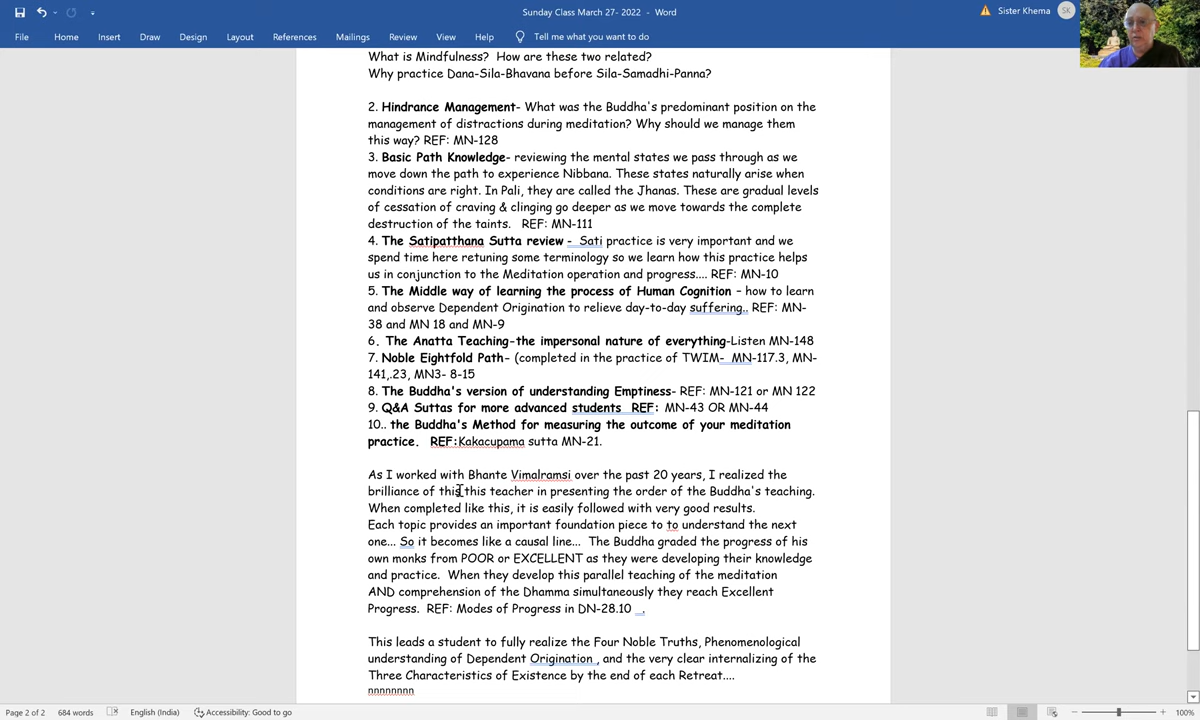 Sunday Class March 27- 2022 - Word
Sister Khema
SK
File Home Insert Draw Design Layout References Mailings Review View Help Tell me what you want to do
What is Mindfulness? How are these two related?
Why practice Dana-Sila-Bhavana before Sila-Samadhi-Panna?
2. Hindrance Management- What was the Buddha's predominant position on the
management of distractions during meditation? Why should we manage them
this way? REF: MN-128
3. Basic Path Knowledge- reviewing the mental states we pass through as we
move down the path to experience Nibbana. These states naturally arise when
conditions are right. In Pali, they are called the Jhanas. These are gradual levels
of cessation of craving & clinging go deeper as we move towards the complete
destruction of the taints. REF: MN-111
4. The Satipatthana Sutta review - Sati practice is very important and we
spend time here retuning some terminology so we learn how this practice helps
us in conjunction to the Meditation operation and progress.... REF: MN-10
5. The Middle way of learning the process of Human Cognition - how to learn
and observe Dependent Origination to relieve day-to-day suffering.. REF: MN-
38 and MN 18 and MN-9
6. The Anatta Teaching-the impersonal nature of everything-Listen MN-148
7. Noble Eightfold Path- (completed in the practice of TWIM- MN-117.3, MN-
141,.23, MN3- 8-15
8. The Buddha's version of understanding Emptiness- REF: MN-121 or MN 122
9. Q&A Suttas for more advanced students REF: MN-43 OR MN-44
10.. the Buddha's Method for measuring the outcome of your meditation
practice. REF:Kakacupama sutta MN-21.
As I worked with Bhante Vimalramsi over the past 20 years, I realized the
brilliance of this this teacher in presenting the order of the Buddha's teaching.
When completed like this, it is easily followed with very good results.
Each topic provides an important foundation piece to to understand the next
one... So it becomes like a causal line... The Buddha graded the progress of his
own monks from POOR or EXCELLENT as they were developing their knowledge
and practice. When they develop this parallel teaching of the meditation
AND comprehension of the Dhamma simultaneously they reach Excellent
Progress. REF: Modes of Progress in DN-28.10 .
This leads a student to fully realize the Four Noble Truths, Phenomenological
understanding of Dependent Origination , and the very clear internalizing of the
Three Characteristics of Existence by the end of each Retreat....
nnnnnnnn
Page 2 of 2 684 words English (India) Accessibility: Good to go 100%